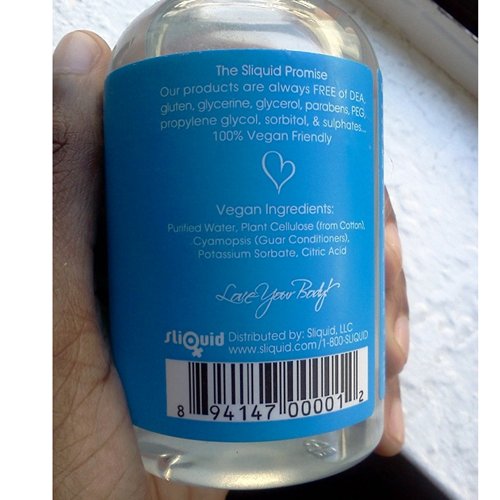 The Sliquid Promise
Our products are always FREE of DEA,
gluten, glycerine, glycerol, parabens, PEG,
propylene glycol, sorbitol, & sulphates...
100% Vegan Friendly
Vegan Ingredients:
Purified Water, Plant Cellulose (from Cotton),
Cyamopsis (Guar Conditioners),
Potassium Sorbate, Citric Acid
Love Your Body
sliQuid Distributed by: Sliquid, LLC
www.sliquid.com/1-800-SLIQUID
8 94147 00001 2